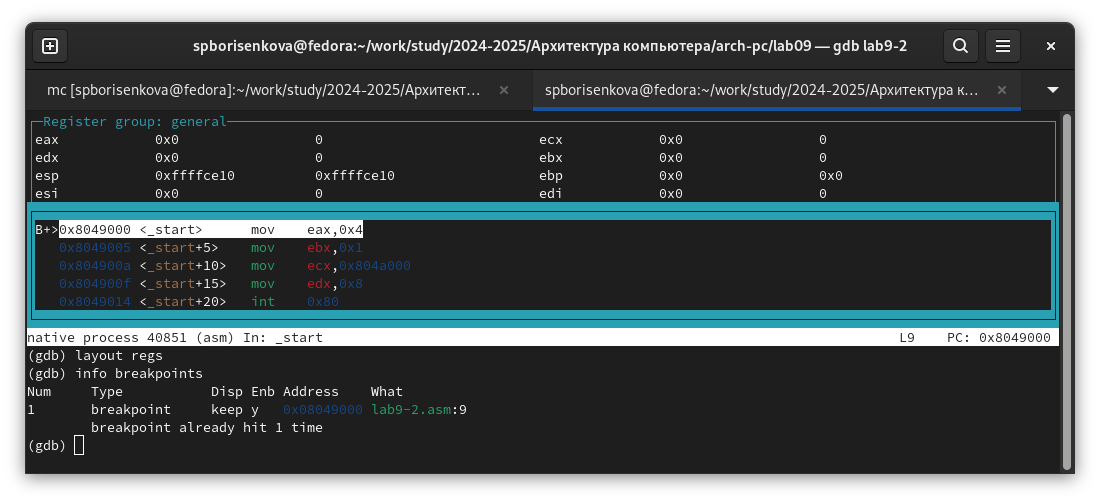 spborisenkova@fedora:~/work/study/2024-2025/Архитектура компьютера/arch-pc/lab09 — gdb lab9-2
mc [spborisenkova@fedora]:~/work/study/2024-2025/Архитект… spborisenkova@fedora:~/work/study/2024-2025/Архитектура к…
Register group: general
eax 0x0 0 ecx 0x0 0
edx 0x0 0 ebx 0x0 0
esp 0xffffce10 0xffffce10 ebp 0x0 0x0
esi 0x0 0 edi 0x0 0
B+>0x8049000 <_start> mov eax,0x4
0x8049005 <_start+5> mov ebx,0x1
0x804900a <_start+10> mov ecx,0x804a000
0x804900f <_start+15> mov edx,0x8
0x8049014 <_start+20> int 0x80
native process 40851 (asm) In: _start L9 PC: 0x8049000
(gdb) layout regs
(gdb) info breakpoints
Num Type Disp Enb Address What
1 breakpoint keep y 0x08049000 lab9-2.asm:9
breakpoint already hit 1 time
(gdb)